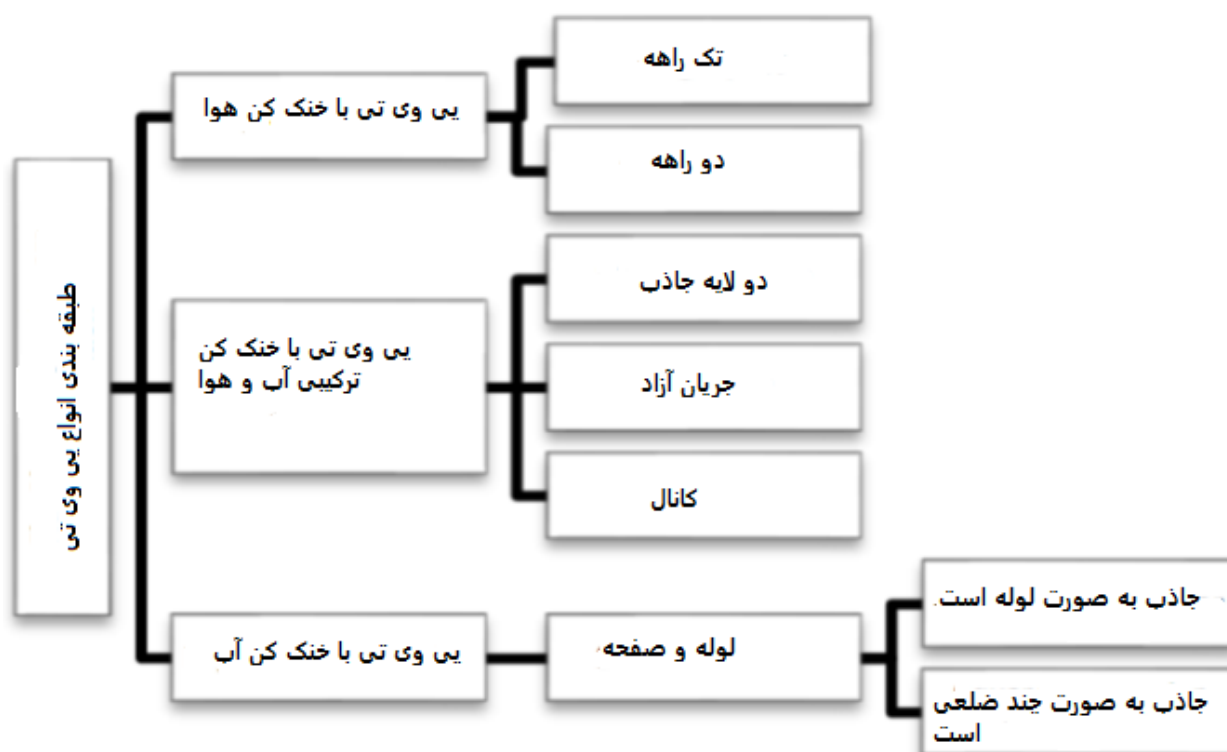 طبقه بندی انواع پی وی تی
پی وی تی با خنک کن هوا
تک راهه
دو راهه
پی وی تی با خنک کن
ترکیبی آب و هوا
دو لایه جاذب
جریان آزاد
کانال
پی وی تی با خنک کن آب
لوله و صفحه
جاذب به صورت لوله است.
جاذب به صورت چند ضلعی
است